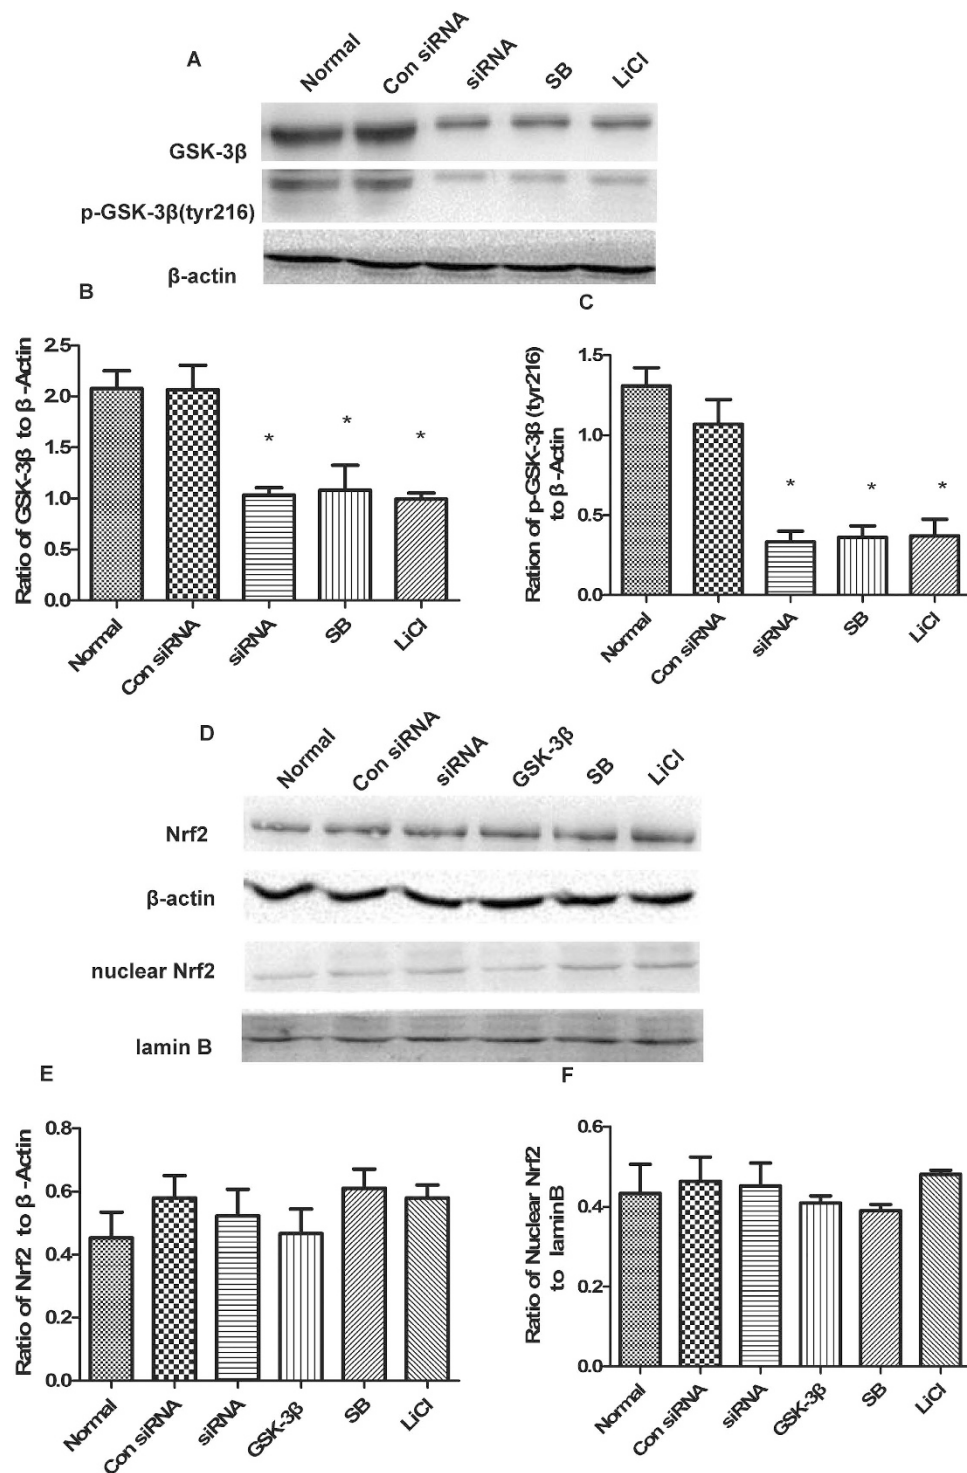 A
Normal
Con siRNA
siRNA
SB
LiCl
GSK-3β
p-GSK-3β(tyr216)
β-actin
B
Ratio of GSK-3β to β -Actin
2.5
2.0
1.5
1.0
0.5
0.0
*
*
*
Normal
Con siRNA
siRNA
SB
LiCl
C
Ration of p-GSK-3β (tyr216)
to β-Actin
1.5
1.0
0.5
0.0
*
*
*
Normal
Con siRNA
siRNA
SB
LiCl
D
Normal
Con siRNA
siRNA
GSK-3β
SB
LiCl
Nrf2
β-actin
nuclear Nrf2
lamin B
E
Ratio of Nrf2 to β -Actin
0.8
0.6
0.4
0.2
0.0
Normal
Con siRNA
siRNA
GSK-3β
SB
LiCl
F
Ratio of Nuclear Nrf2
to laminB
0.6
0.4
0.2
0.0
Normal
Con siRNA
siRNA
GSK-3β
SB
LiCl